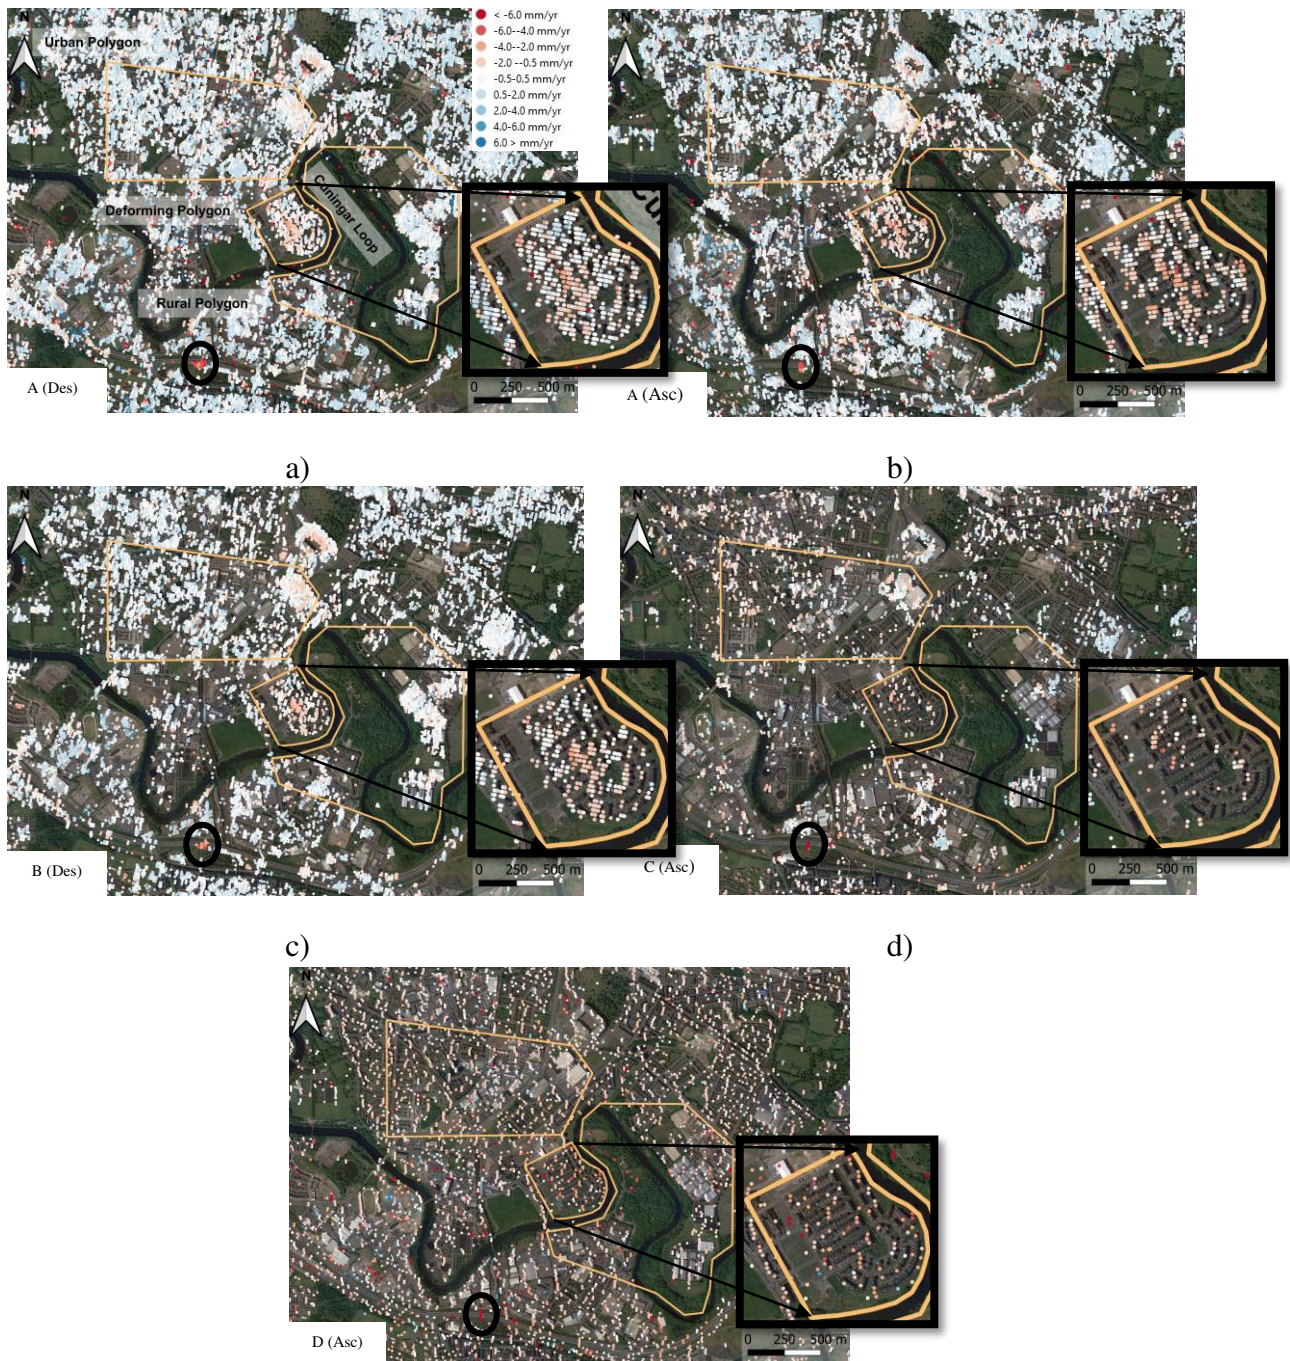 N
Urban Polygon
Deforming Polygon
Cuningar Loop
Rural Polygon
< -6.0 mm/yr
-6.0--4.0 mm/yr
-4.0--2.0 mm/yr
-2.0 --0.5 mm/yr
-0.5-0.5 mm/yr
0.5-2.0 mm/yr
2.0-4.0 mm/yr
4.0-6.0 mm/yr
6.0 > mm/yr
Cu
A (Des)
0 250 500 m
N
A (Asc)
0 250 500 m
a)
b)
N
B (Des)
0 250 500 m
N
C (Asc)
0 250 500 m
c)
d)
N
D (Asc)
0 250 500 m